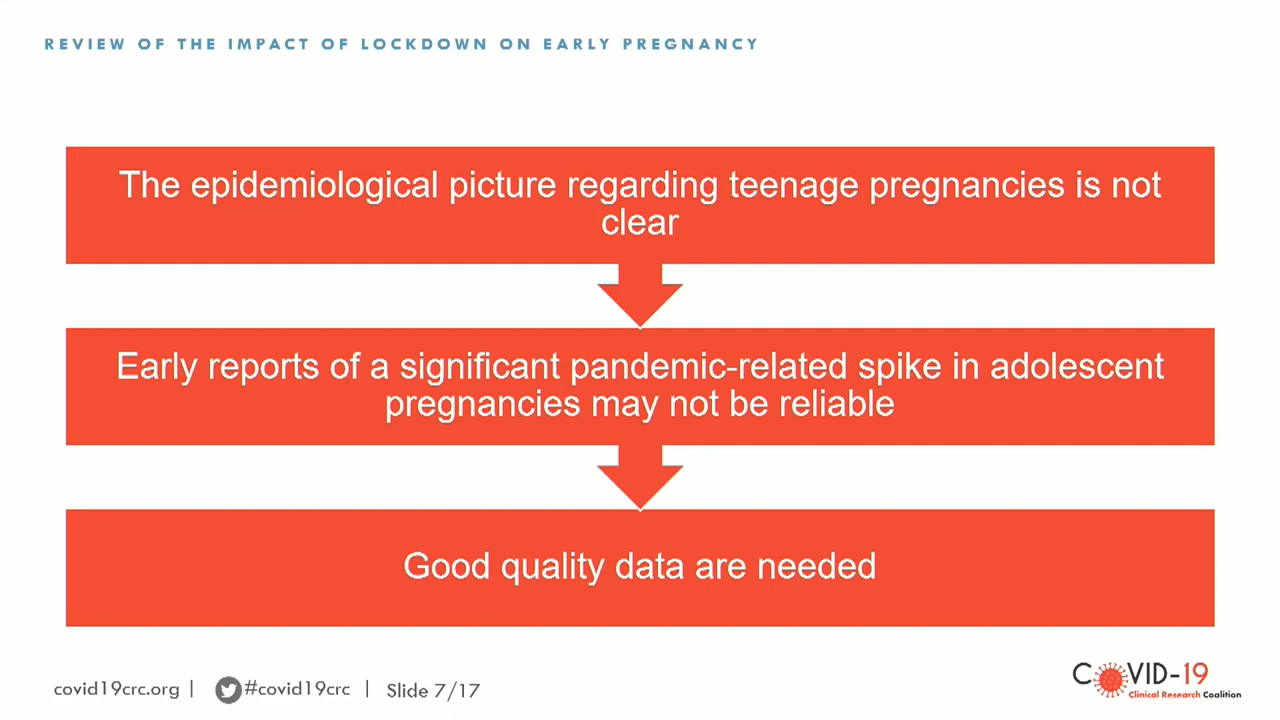 REVIEW OF THE IMPACT OF LOCKDOWN ON EARLY PREGNANCY
The epidemiological picture regarding teenage pregnancies is not
clear
Early reports of a significant pandemic-related spike in adolescent
pregnancies may not be reliable
Good quality data are needed
covid19crc.org | #covid19crc | Slide 7/17
COVID-19
Clinical Research Coalition